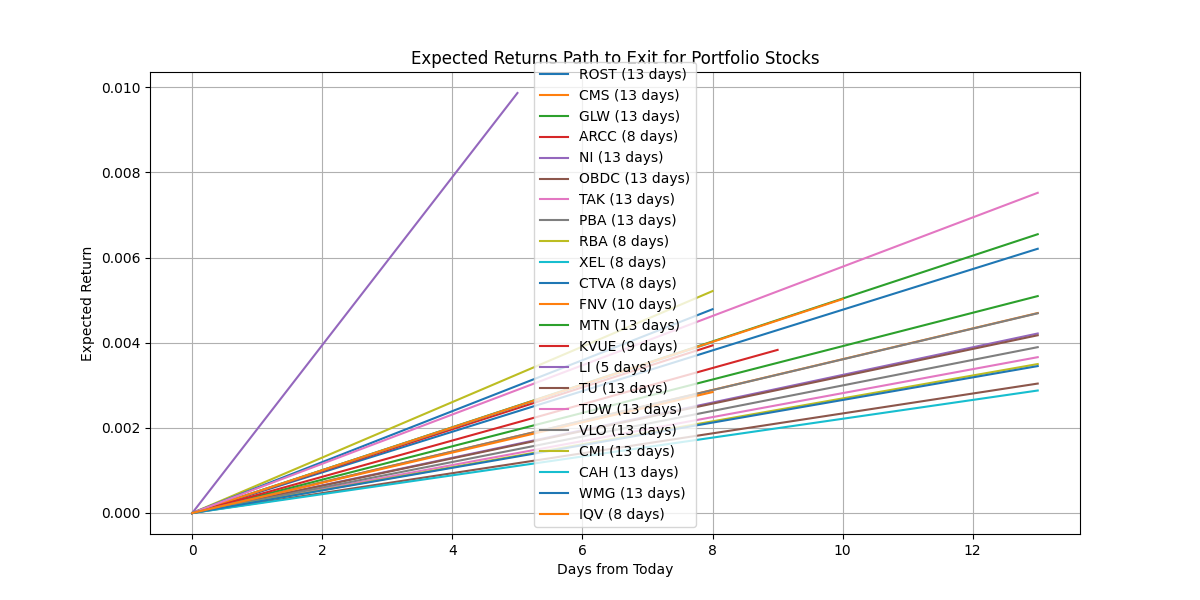 Expected Returns Path to Exit for Portfolio Stocks
Expected Return
0.010
0.008
0.006
0.004
0.002
0.000
ROST (13 days)
CMS (13 days)
GLW (13 days)
ARCC (8 days)
NI (13 days)
OBDC (13 days)
TAK (13 days)
PBA (13 days)
RBA (8 days)
XEL (8 days)
CTVA (8 days)
FNV (10 days)
MTN (13 days)
KVUE (9 days)
LI (5 days)
TU (13 days)
TDW (13 days)
VLO (13 days)
CMI (13 days)
CAH (13 days)
WMG (13 days)
IQV (8 days)
0 2 4 6 8 10 12
Days from Today